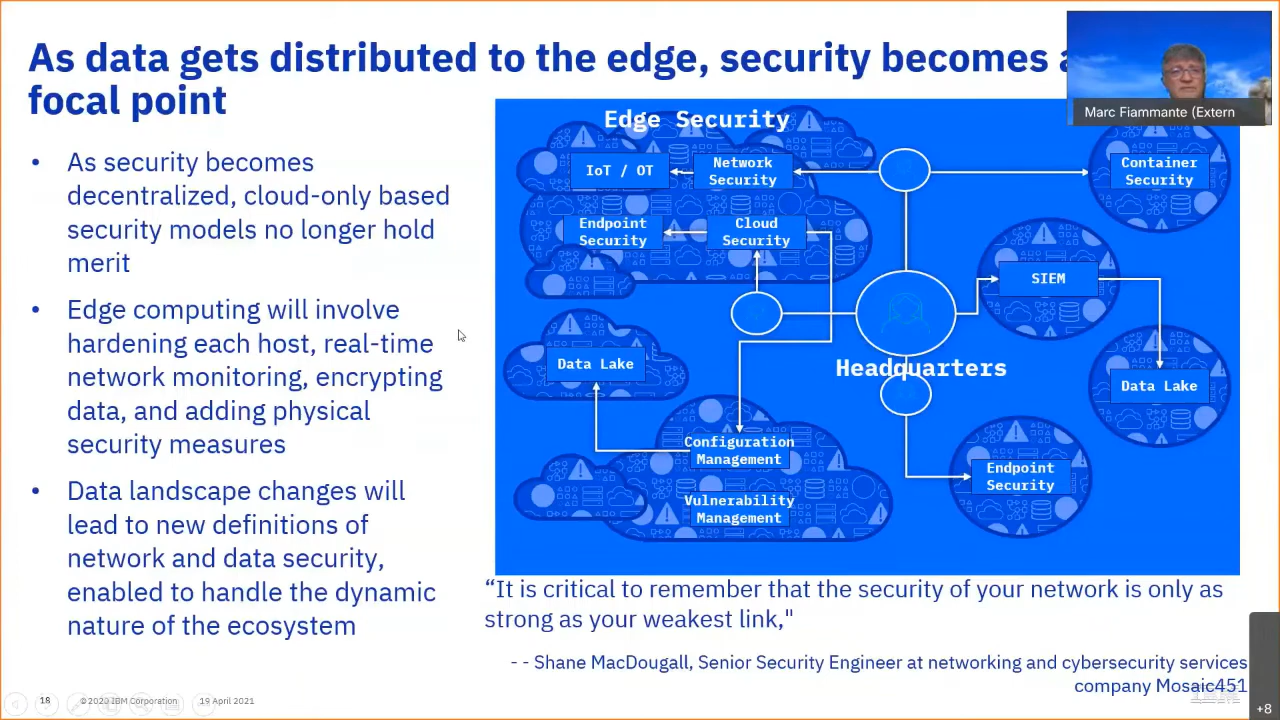 As data gets distributed to the edge, security becomes a
focal point
Marc Fiammante (Extern
• As security becomes
decentralized, cloud-only based
security models no longer hold
merit
• Edge computing will involve
hardening each host, real-time
network monitoring, encrypting
data, and adding physical
security measures
• Data landscape changes will
lead to new definitions of
network and data security,
enabled to handle the dynamic
nature of the ecosystem
Edge Security
IoT / OT
Network
Security
Container
Security
Endpoint
Security
Cloud
Security
SIEM
Data Lake
Headquarters
Data Lake
Configuration
Management
Vulnerability
Management
Endpoint
Security
“It is critical to remember that the security of your network is only as
strong as your weakest link,"
- - Shane MacDougall, Senior Security Engineer at networking and cybersecurity services
company Mosaic451
18
© 2020 IBM Corporation
19 April 2021
IBM
+8